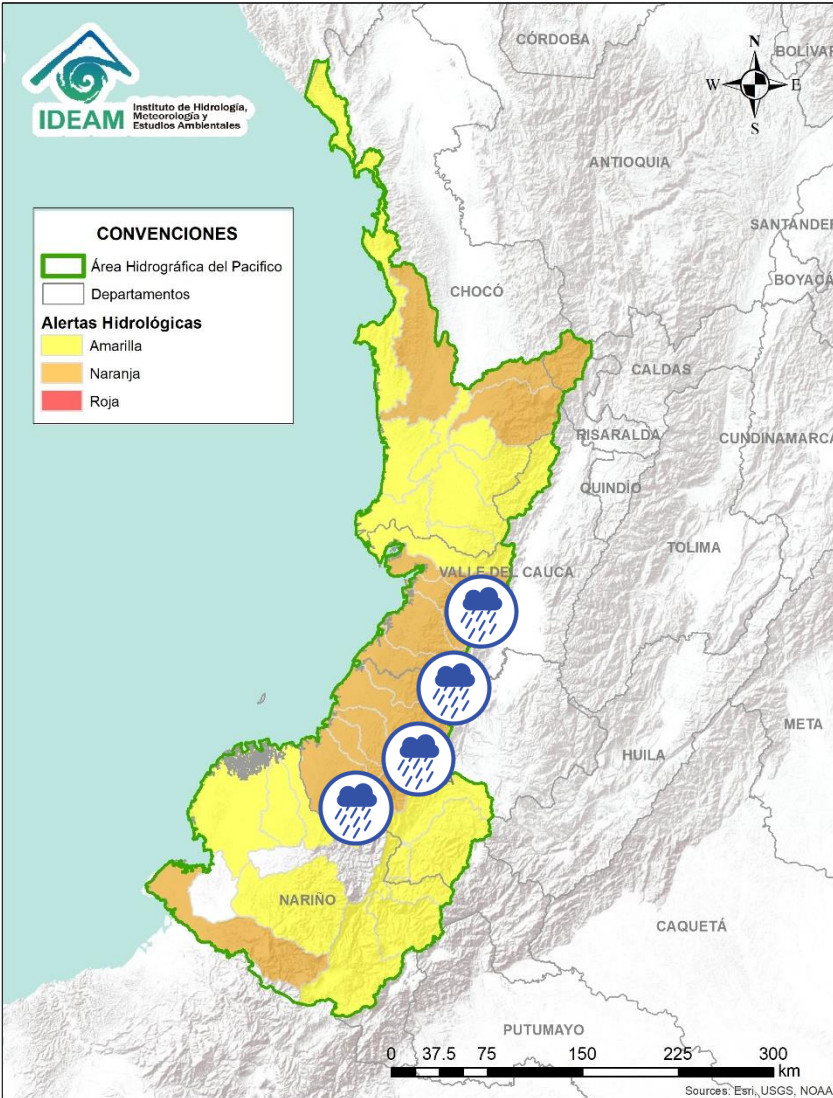 IDEAM
Instituto de Hidrología,
Meteorología y
Estudios Ambientales
CÓRDOBA
BOLÍVAR
N
W
E
S
ANTIOQUIA
SANTANDER
BOYACÁ
CONVENCIONES
Área Hidrográfica del Pacifico
Departamentos
Alertas Hidrológicas
Amarilla
Naranja
Roja
CHOCÓ
CALDAS
RISARALDA
CUNDINAMARCA
QUINDÍO
TOLIMA
VALLE DEL CAUCA
META
HUILA
NARIÑO
CAQUETÁ
PUTUMAYO
0 37.5 75 150 225 300
km
Sources: Esri, USGS, NOAA